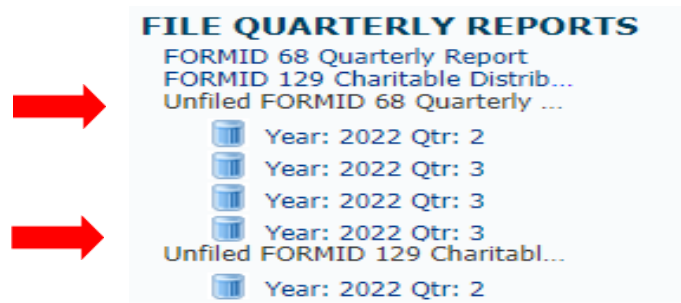 FILE QUARTERLY REPORTS
FORMID 68 Quarterly Report
FORMID 129 Charitable Distrib...
Unfiled FORMID 68 Quarterly ...
Year: 2022 Qtr: 2
Year: 2022 Qtr: 3
Year: 2022 Qtr: 3
Year: 2022 Qtr: 3
Unfiled FORMID 129 Charitabl...
Year: 2022 Qtr: 2